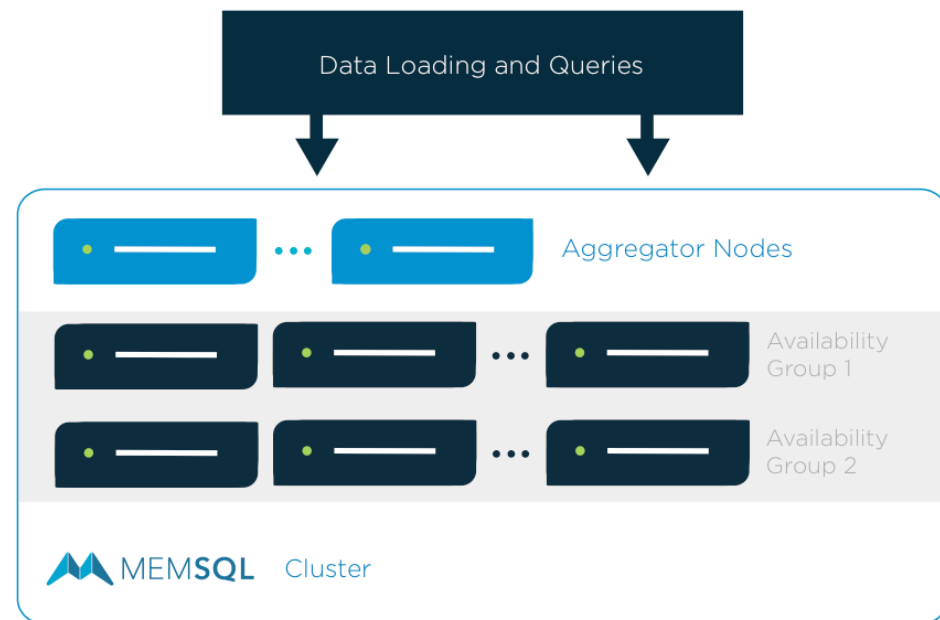 Data Loading and Queries
Aggregator Nodes
Availability
Group 1
Availability
Group 2
MEMSQL Cluster